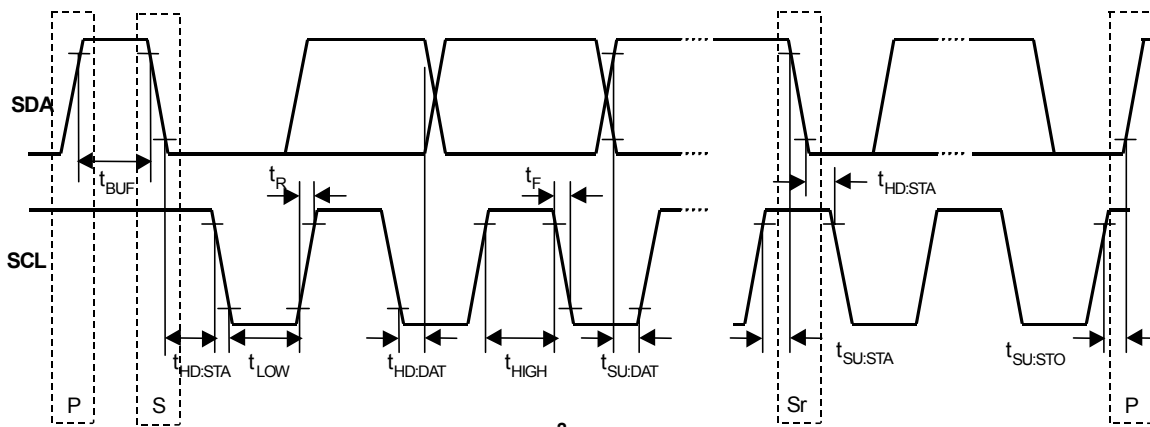 SDA
t_BUF
t_R
t_F
t_HD:STA
SCL
t_HD:STA
t_LOW
t_HD:DAT
t_HIGH
t_SU:DAT
t_SU:STA
t_SU:STO
P
S
Sr
P